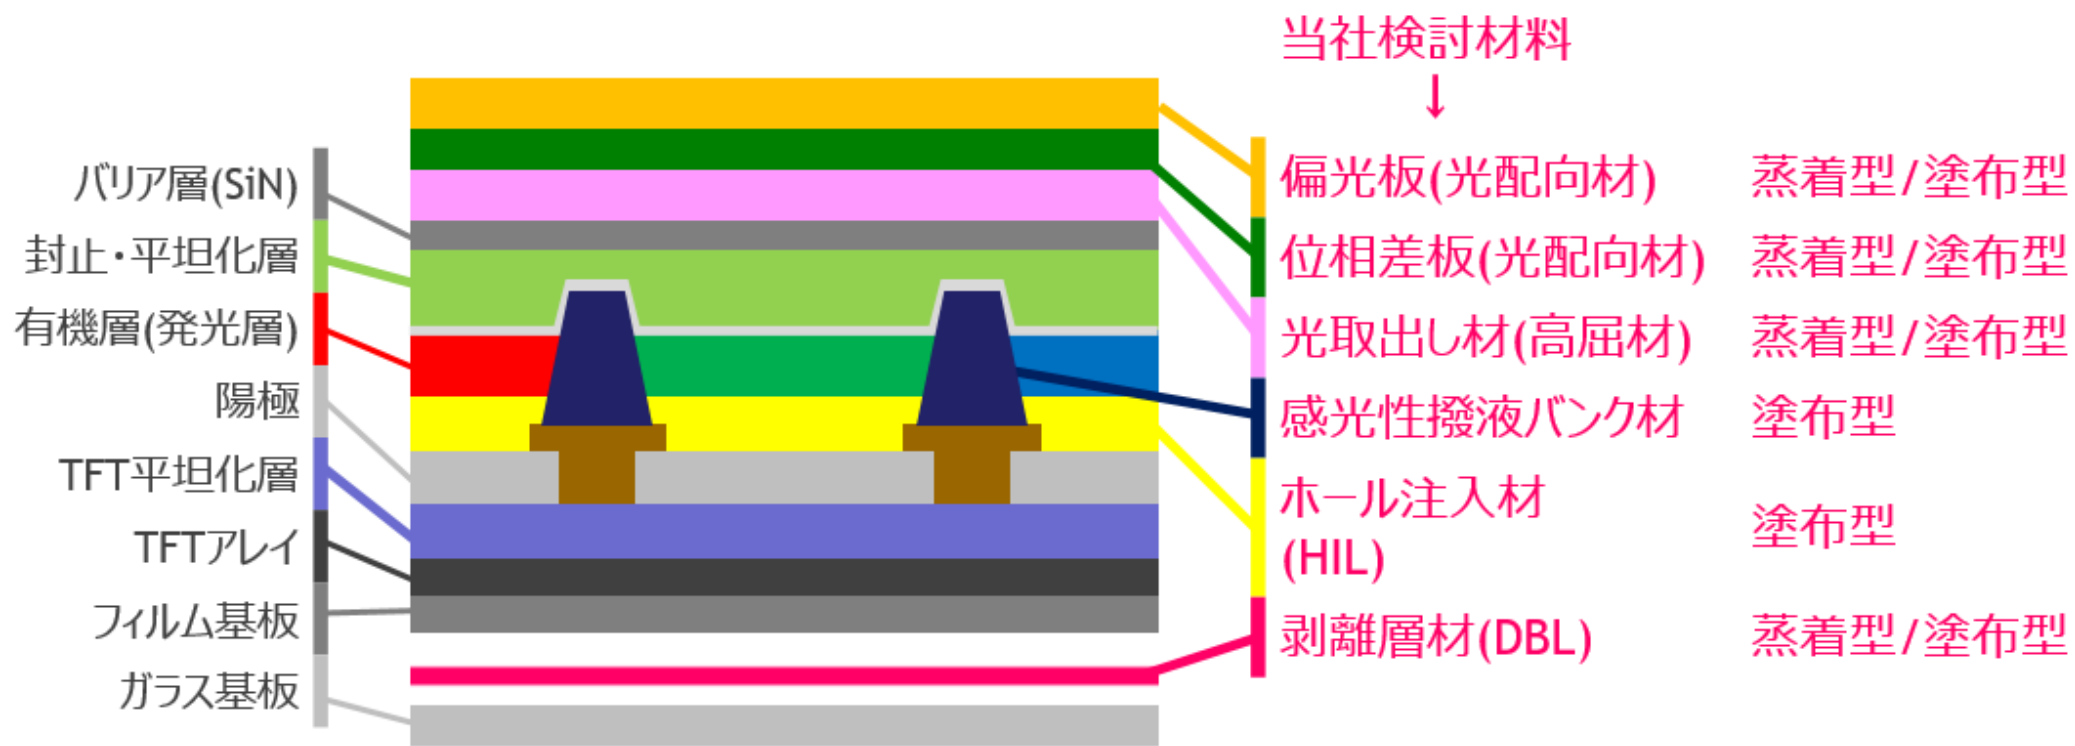 当社検討材料
↓
バリア層(SiN)
封止・平坦化層
有機層(発光層)
陽極
TFT平坦化層
TFTアレイ
フィルム基板
ガラス基板
偏光板(光配向材) 蒸着型/塗布型
位相差板(光配向材) 蒸着型/塗布型
光取出し材(高屈材) 蒸着型/塗布型
感光性撥液バンク材 塗布型
ホール注入材
(HIL) 塗布型
剥離層材(DBL) 蒸着型/塗布型